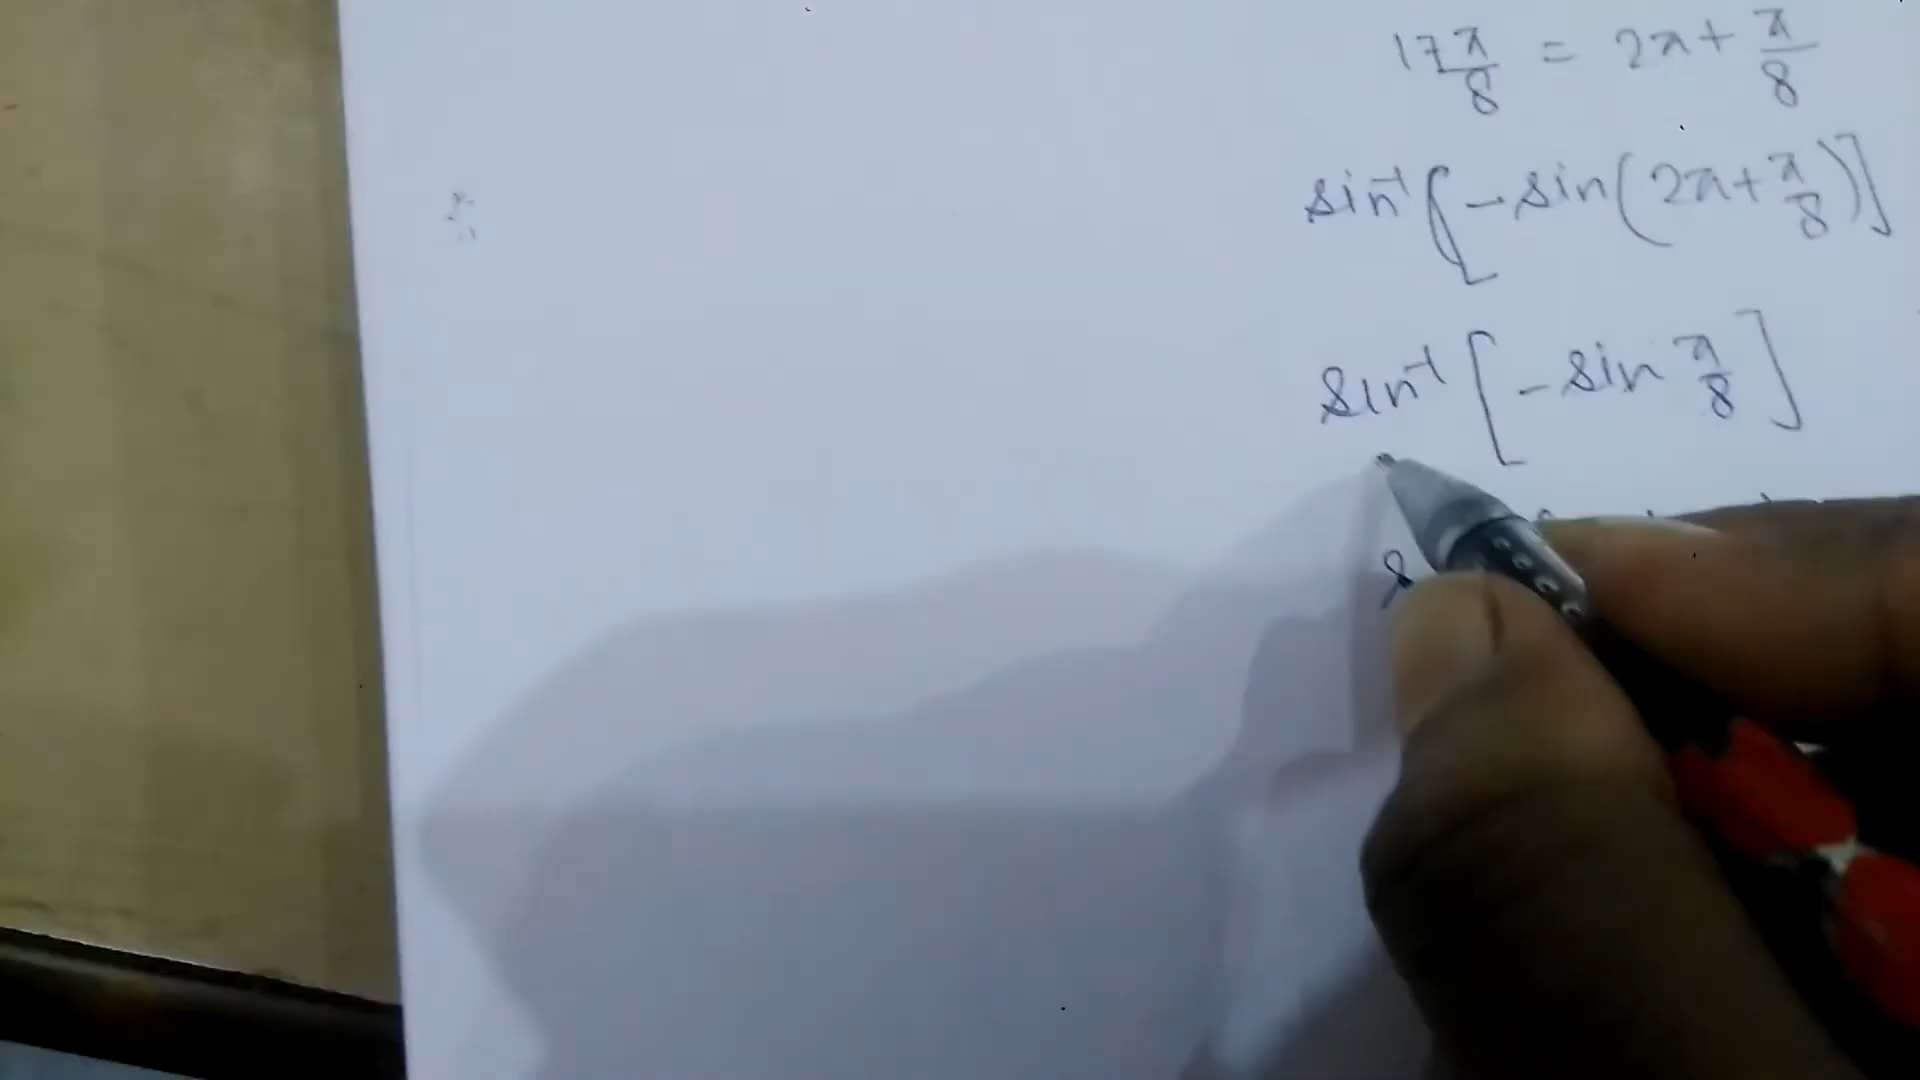 17π/8 = 2π + π/8
sin⁻¹[-sin(2π+π/8)]
sin⁻¹[-sin π/8]